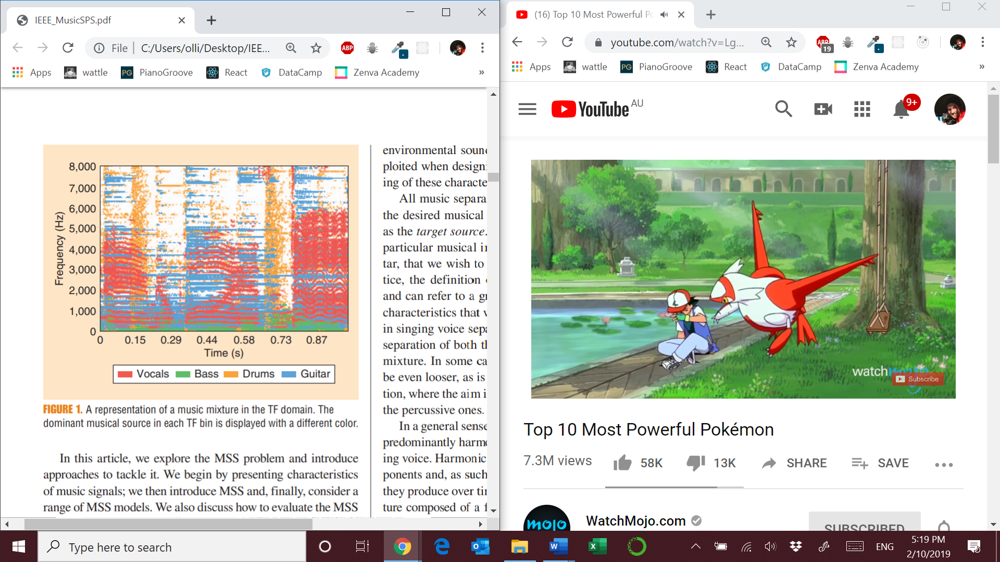 IEEE_MusicSPS.pdf
File
C:/Users/olli/Desktop/IEE...
ABP
Apps
wattle
PG
PianoGroove
React
DataCamp
Zenva Academy
»
8,000
7,000
6,000
5,000
4,000
3,000
2,000
1,000
0
Frequency (Hz)
0 0.15 0.29 0.44 0.58 0.73 0.87
Time (s)
Vocals Bass Drums Guitar
FIGURE 1. A representation of a music mixture in the TF domain. The
dominant musical source in each TF bin is displayed with a different color.
In this article, we explore the MSS problem and introduce
approaches to tackle it. We begin by presenting characteristics
of music signals; we then introduce MSS and, finally, consider a
range of MSS models. We also discuss how to evaluate the MSS
environmental soun
ploited when design
ing of these characte
All music separa
the desired musical
as the target source.
particular musical i
tar, that we wish to
tice, the definition
and can refer to a g
characteristics that
in singing voice sep
separation of both t
mixture. In some ca
be even looser, as is
tion, where the aim i
the percussive ones.
In a general sense
predominantly harm
ing voice. Harmonic
ponents and, as such
they produce over ti
ture composed of a
(16) Top 10 Most Powerful P
youtube.com/watch?v=Lg...
ABP
19
Apps
wattle
PG
PianoGroove
React
DataCamp
Zenva Academy
»
YouTube AU
9+
watchmojo
Subscribe
Top 10 Most Powerful Pokémon
7.3M views
58K
13K
SHARE
SAVE
mojo
WatchMojo.com
SUBSCRIBED
Type here to search
ENG
5:19 PM
2/10/2019